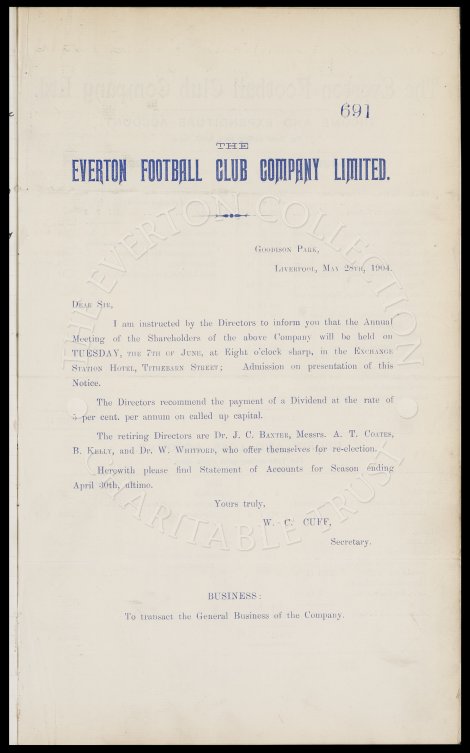 691
THE
EVERTON FOOTBALL CLUB COMPANY LIMITED.
GOODISON PARK,
LIVERPOOL, MAY 28TH, 1904.
DEAR SIR,
I am instructed by the Directors to inform you that the Annual
Meeting of the Shareholders of the above Company will be held on
TUESDAY, THE 7TH OF JUNE, at Eight o'clock sharp, in the EXCHANGE
STATION HOTEL, TITHEBARN STREET; Admission on presentation of this
Notice.
The Directors recommend the payment of a Dividend at the rate of
5 per cent. per annum on called up capital.
The retiring Directors are Dr. J. C. BAXTER, Messrs. A. T. COATES,
B. KELLY, and Dr. W. WHITFORD, who offer themselves for re-election.
Herewith please find Statement of Accounts for Season ending
April 30th, ultimo.
Yours truly,
W. C. CUFF,
Secretary.
BUSINESS:
To transact the General Business of the Company.
THE EVERTON COLLECTION
CHARITABLE TRUST